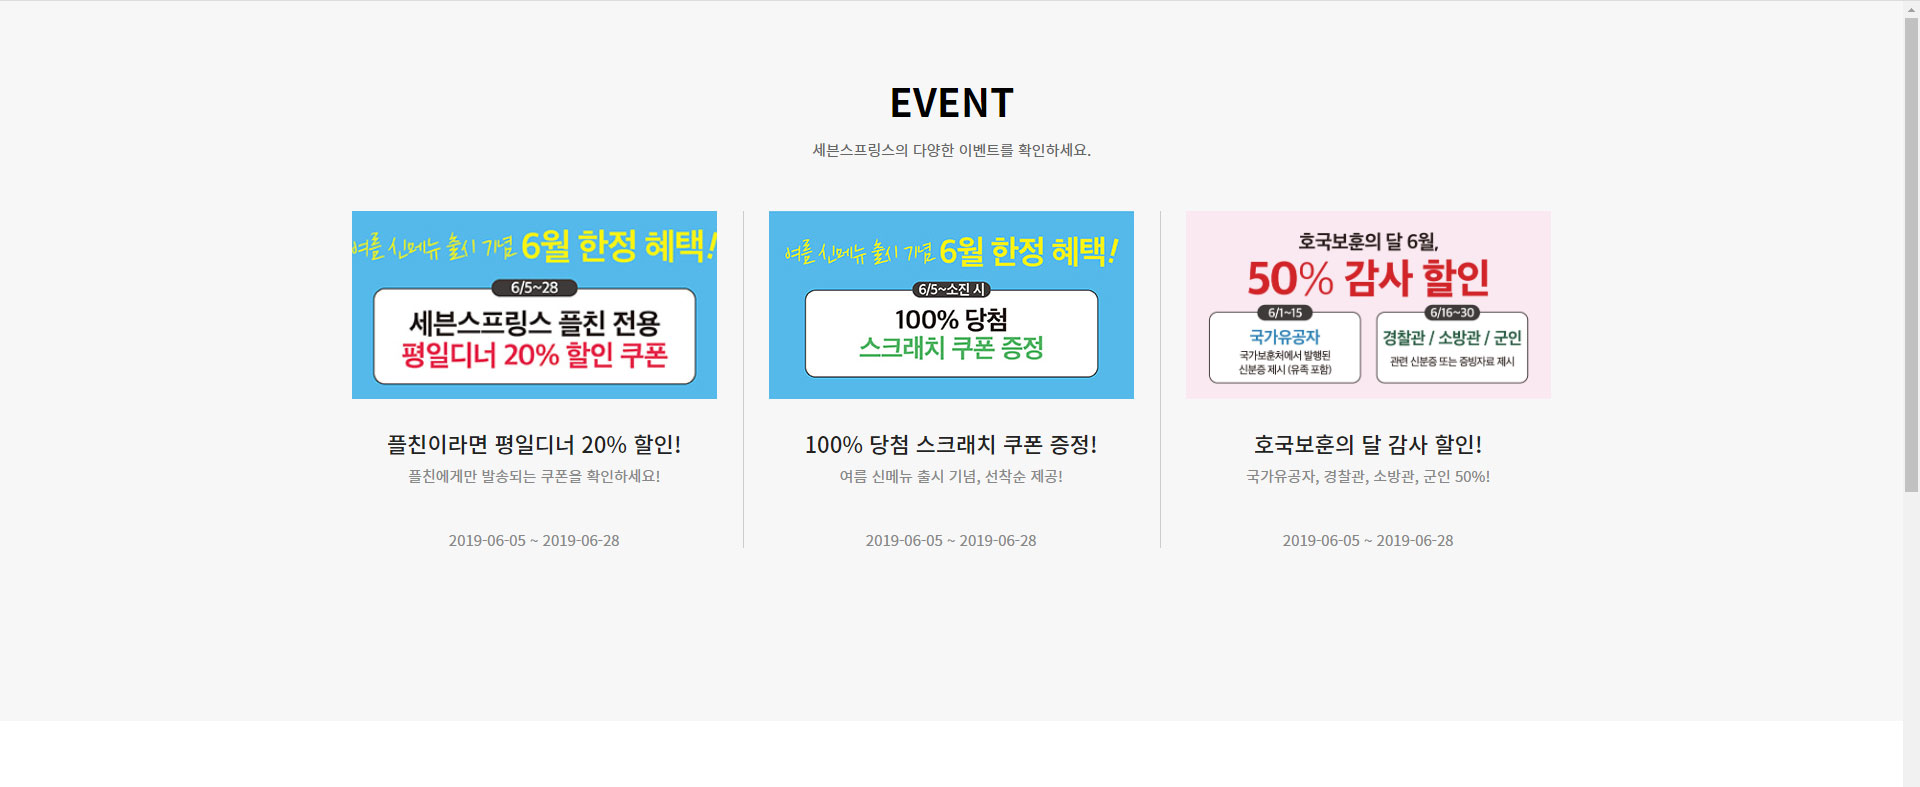 EVENT
세븐스프링스의 다양한 이벤트를 확인하세요.
여름 신메뉴 출시 기념 6월 한정 혜택!
6/5~28
세븐스프링스 플친 전용
평일디너 20% 할인 쿠폰
플친이라면 평일디너 20% 할인!
플친에게만 발송되는 쿠폰을 확인하세요!
2019-06-05 ~ 2019-06-28
여름 신메뉴 출시 기념 6월 한정 혜택!
6/5~소진 시
100% 당첨
스크래치 쿠폰 증정
100% 당첨 스크래치 쿠폰 증정!
여름 신메뉴 출시 기념, 선착순 제공!
2019-06-05 ~ 2019-06-28
호국보훈의 달 6월,
50% 감사 할인
6/1~15
국가유공자
국가보훈처에서 발행된
신분증 제시 (유족 포함)
6/16~30
경찰관 / 소방관 / 군인
관련 신분증 또는 증빙자료 제시
호국보훈의 달 감사 할인!
국가유공자, 경찰관, 소방관, 군인 50%!
2019-06-05 ~ 2019-06-28